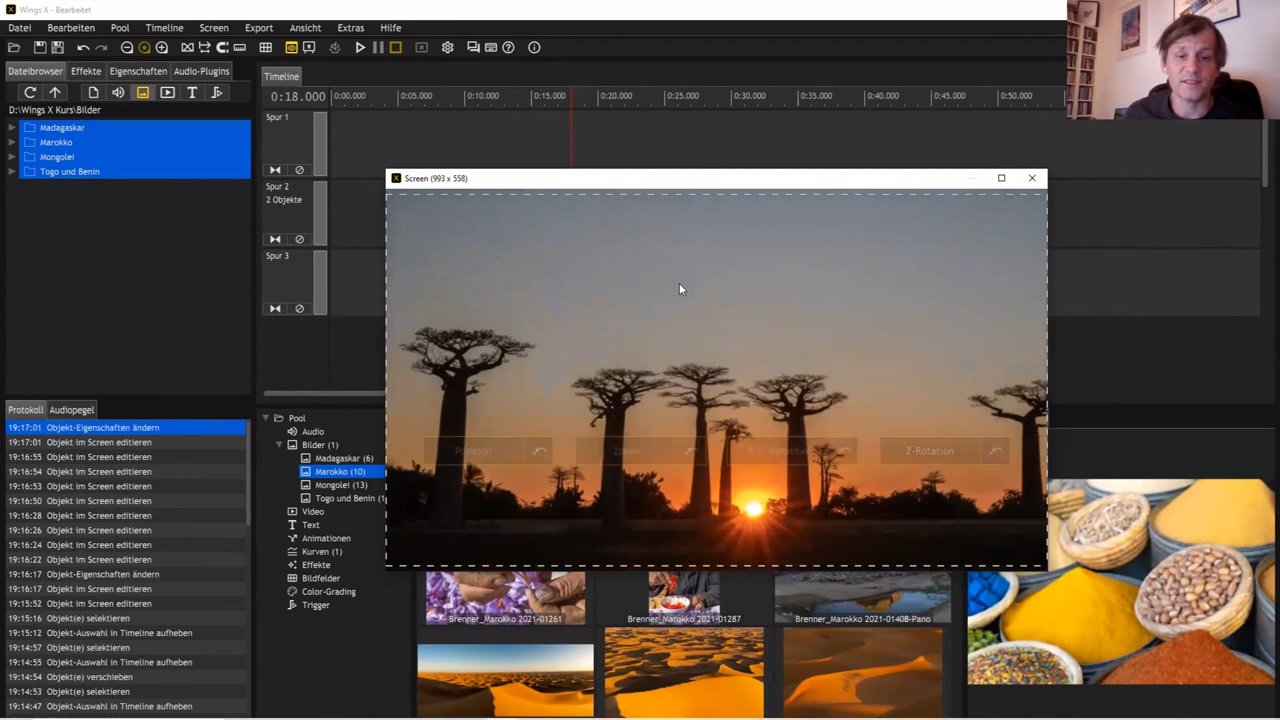 Wings X - Bearbeitet
Datei Bearbeiten Pool Timeline Screen Export Ansicht Extras Hilfe
Dateibrowser Effekte Eigenschaften Audio-Plugins
D:\Wings X Kurs\Bilder
Madagaskar
Marokko
Mongolei
Togo und Benin
Timeline
0:18.000
0:00.000 0:05.000 0:10.000 0:15.000 0:20.000 0:25.000 0:30.000 0:35.000 0:40.000 0:45.000 0:50.000
Spur 1
Spur 2
2 Objekte
Spur 3
Screen (993 x 558)
Position Zoom Z-Rotation
Protokoll Audiopegel
19:17:01 Objekt-Eigenschaften ändern
19:17:01 Objekt im Screen editieren
19:16:55 Objekt im Screen editieren
19:16:54 Objekt im Screen editieren
19:16:53 Objekt im Screen editieren
19:16:50 Objekt im Screen editieren
19:16:28 Objekt im Screen editieren
19:16:26 Objekt im Screen editieren
19:16:24 Objekt im Screen editieren
19:16:22 Objekt im Screen editieren
19:16:17 Objekt-Eigenschaften ändern
19:16:17 Objekt im Screen editieren
19:15:52 Objekt im Screen editieren
19:15:16 Objekt(e) selektieren
19:15:12 Objekt-Auswahl in Timeline aufheben
19:14:57 Objekt(e) selektieren
19:14:55 Objekt-Auswahl in Timeline aufheben
19:14:54 Objekt(e) verschieben
19:14:53 Objekt(e) selektieren
19:14:47 Objekt-Auswahl in Timeline aufheben
Pool
Audio
Bilder (1)
Madagaskar (6)
Marokko (10)
Mongolei (13)
Togo und Benin (1
Video
Text
Animationen
Kurven (1)
Effekte
Bildfelder
Color-Grading
Trigger
Brenner_Marokko 2021-01261
Brenner_Marokko 2021-01287
Brenner_Marokko 2021-01408-Pano